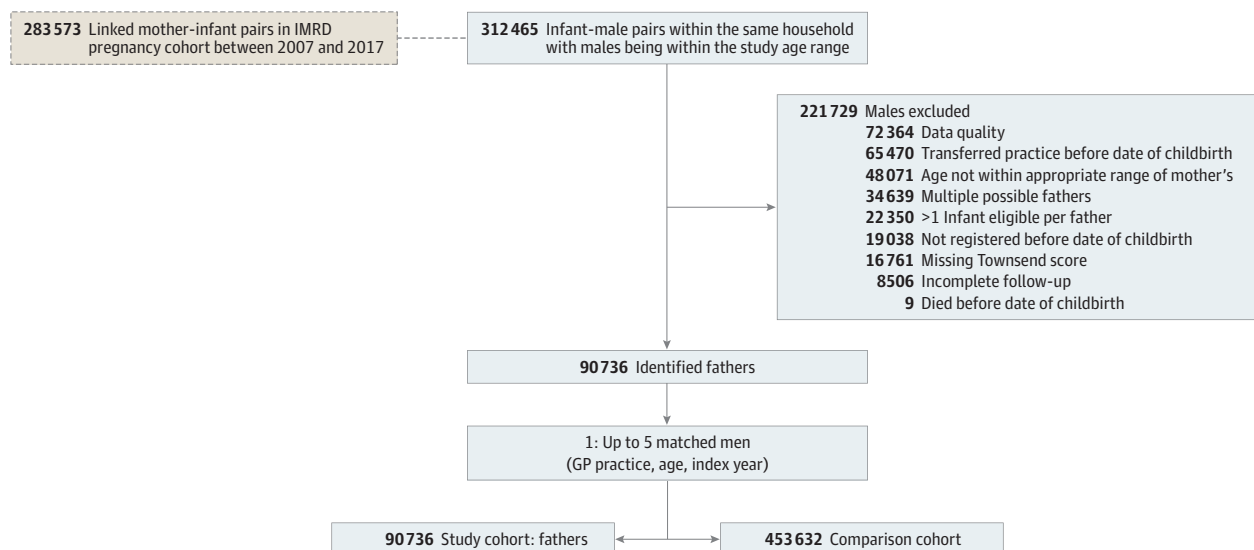 283 573 Linked mother-infant pairs in IMRD
pregnancy cohort between 2007 and 2017
312 465 Infant-male pairs within the same household
with males being within the study age range
221 729 Males excluded
72 364 Data quality
65 470 Transferred practice before date of childbirth
48 071 Age not within appropriate range of mother's
34 639 Multiple possible fathers
22 350 >1 Infant eligible per father
19 038 Not registered before date of childbirth
16 761 Missing Townsend score
8506 Incomplete follow-up
9 Died before date of childbirth
90 736 Identified fathers
1: Up to 5 matched men
(GP practice, age, index year)
90 736 Study cohort: fathers
453 632 Comparison cohort